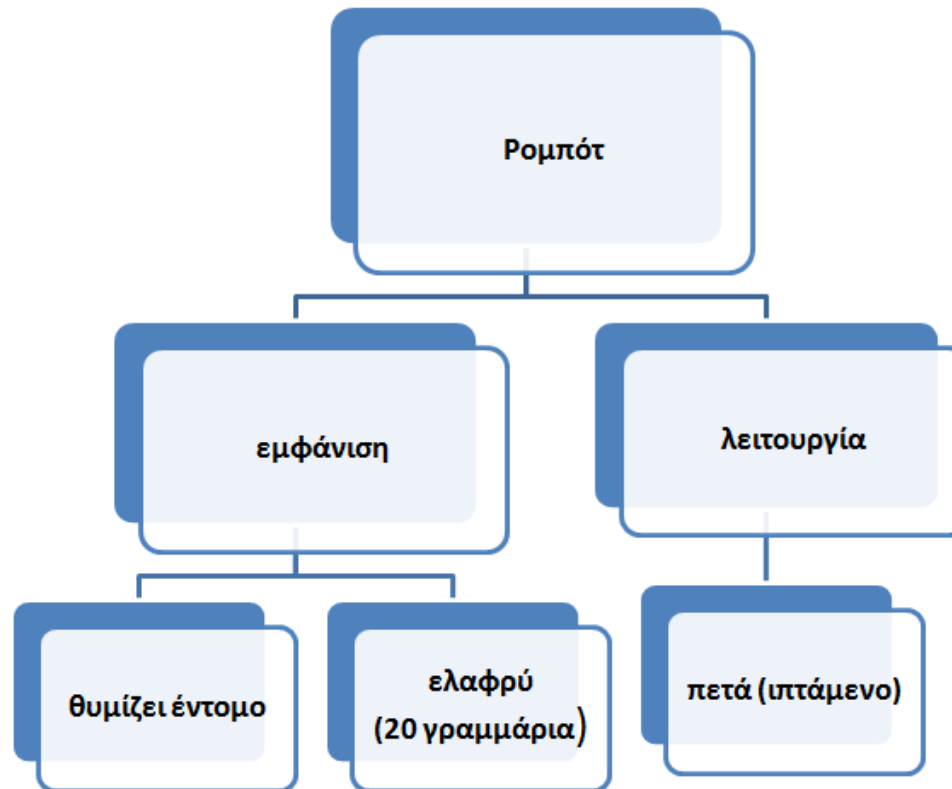 Ρομπότ
εμφάνιση
λειτουργία
θυμίζει έντομο
ελαφρύ
(20 γραμμάρια)
πετά (ιπτάμενο)